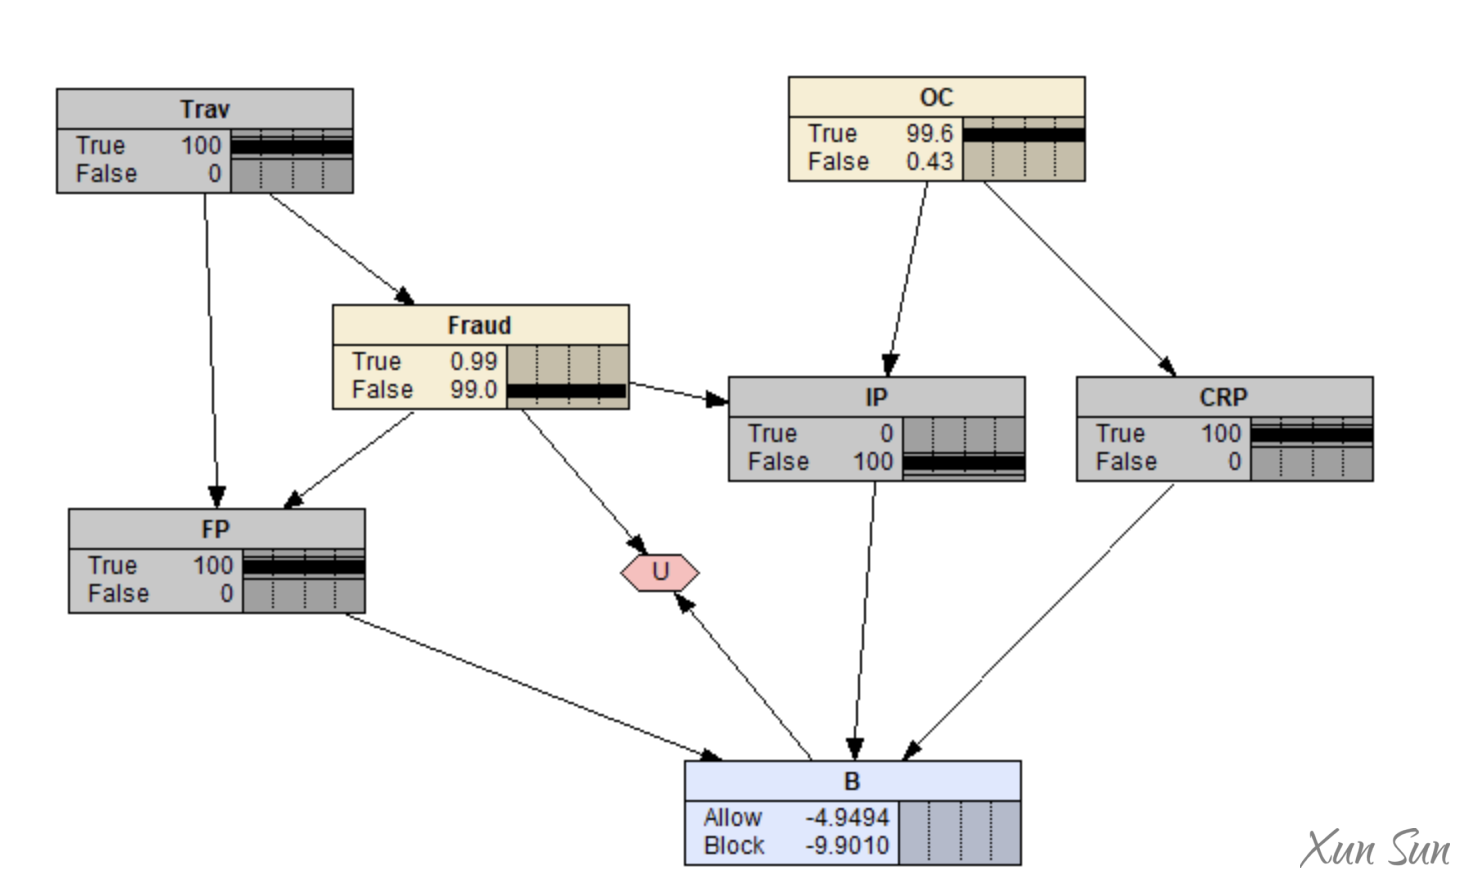 Trav
True 100
False 0
OC
True 99.6
False 0.43
Fraud
True 0.99
False 99.0
IP
True 0
False 100
CRP
True 100
False 0
FP
True 100
False 0
U
B
Allow -4.9494
Block -9.9010
Xun Sun